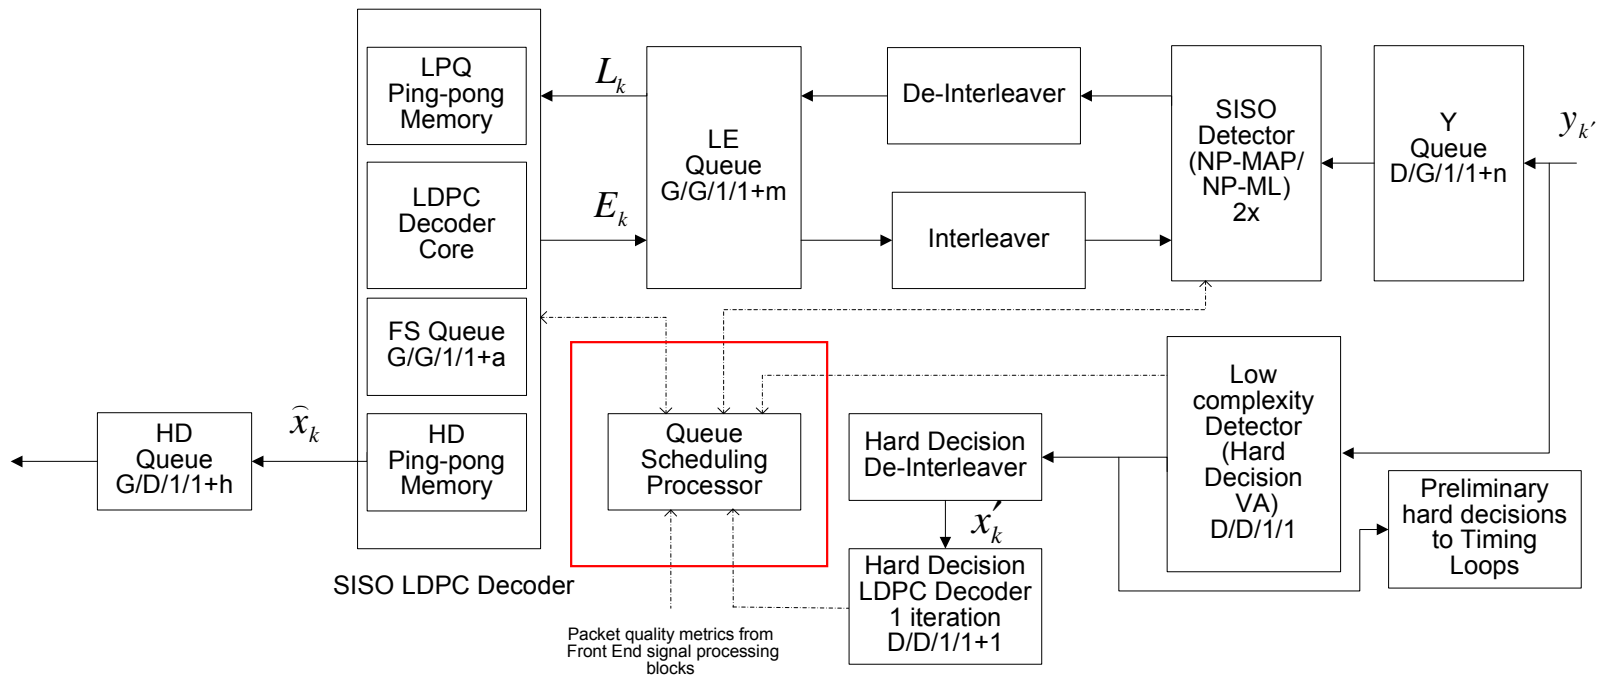 LPQ
Ping-pong
Memory
LDPC
Decoder
Core
FS Queue
G/G/1/1+a
HD
Ping-pong
Memory
SISO LDPC Decoder
L_k
E_k
LE
Queue
G/G/1/1+m
De-Interleaver
Interleaver
SISO
Detector
(NP-MAP/
NP-ML)
2x
Y
Queue
D/G/1/1+n
y_{k′}
HD
Queue
G/D/1/1+h
x̂_k
Queue
Scheduling
Processor
Packet quality metrics from
Front End signal processing
blocks
Hard Decision
De-Interleaver
x′_k
Hard Decision
LDPC Decoder
1 iteration
D/D/1/1+1
Low
complexity
Detector
(Hard
Decision
VA)
D/D/1/1
Preliminary
hard decisions
to Timing
Loops